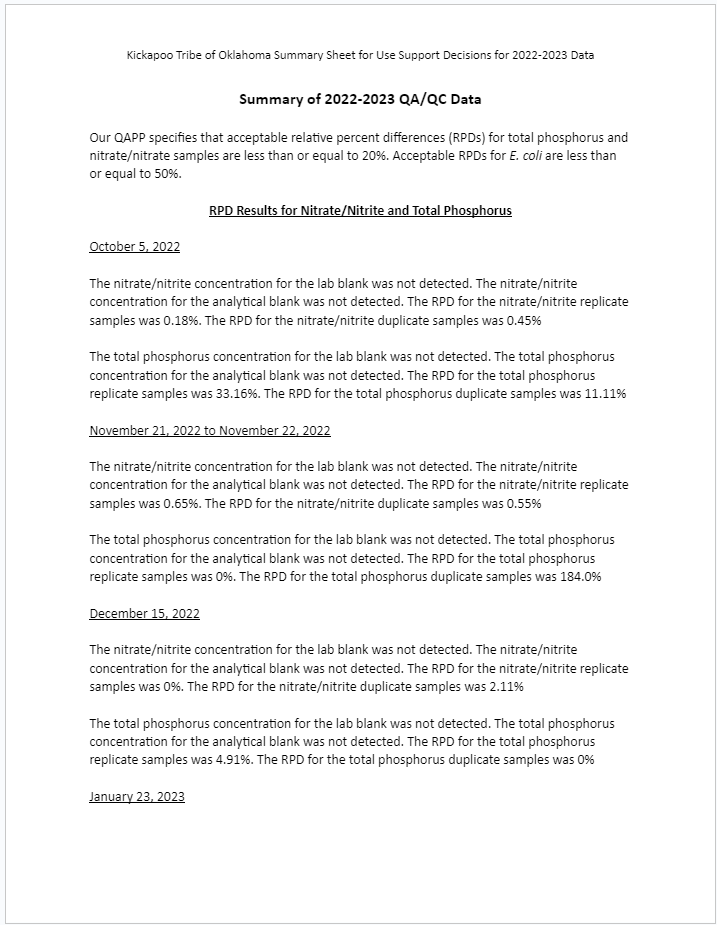 Kickapoo Tribe of Oklahoma Summary Sheet for Use Support Decisions for 2022-2023 Data
Summary of 2022-2023 QA/QC Data
Our QAPP specifies that acceptable relative percent differences (RPDs) for total phosphorus and
nitrate/nitrate samples are less than or equal to 20%. Acceptable RPDs for E. coli are less than
or equal to 50%.
RPD Results for Nitrate/Nitrite and Total Phosphorus
October 5, 2022
The nitrate/nitrite concentration for the lab blank was not detected. The nitrate/nitrite
concentration for the analytical blank was not detected. The RPD for the nitrate/nitrite replicate
samples was 0.18%. The RPD for the nitrate/nitrite duplicate samples was 0.45%
The total phosphorus concentration for the lab blank was not detected. The total phosphorus
concentration for the analytical blank was not detected. The RPD for the total phosphorus
replicate samples was 33.16%. The RPD for the total phosphorus duplicate samples was 11.11%
November 21, 2022 to November 22, 2022
The nitrate/nitrite concentration for the lab blank was not detected. The nitrate/nitrite
concentration for the analytical blank was not detected. The RPD for the nitrate/nitrite replicate
samples was 0.65%. The RPD for the nitrate/nitrite duplicate samples was 0.55%
The total phosphorus concentration for the lab blank was not detected. The total phosphorus
concentration for the analytical blank was not detected. The RPD for the total phosphorus
replicate samples was 0%. The RPD for the total phosphorus duplicate samples was 184.0%
December 15, 2022
The nitrate/nitrite concentration for the lab blank was not detected. The nitrate/nitrite
concentration for the analytical blank was not detected. The RPD for the nitrate/nitrite replicate
samples was 0%. The RPD for the nitrate/nitrite duplicate samples was 2.11%
The total phosphorus concentration for the lab blank was not detected. The total phosphorus
concentration for the analytical blank was not detected. The RPD for the total phosphorus
replicate samples was 4.91%. The RPD for the total phosphorus duplicate samples was 0%
January 23, 2023